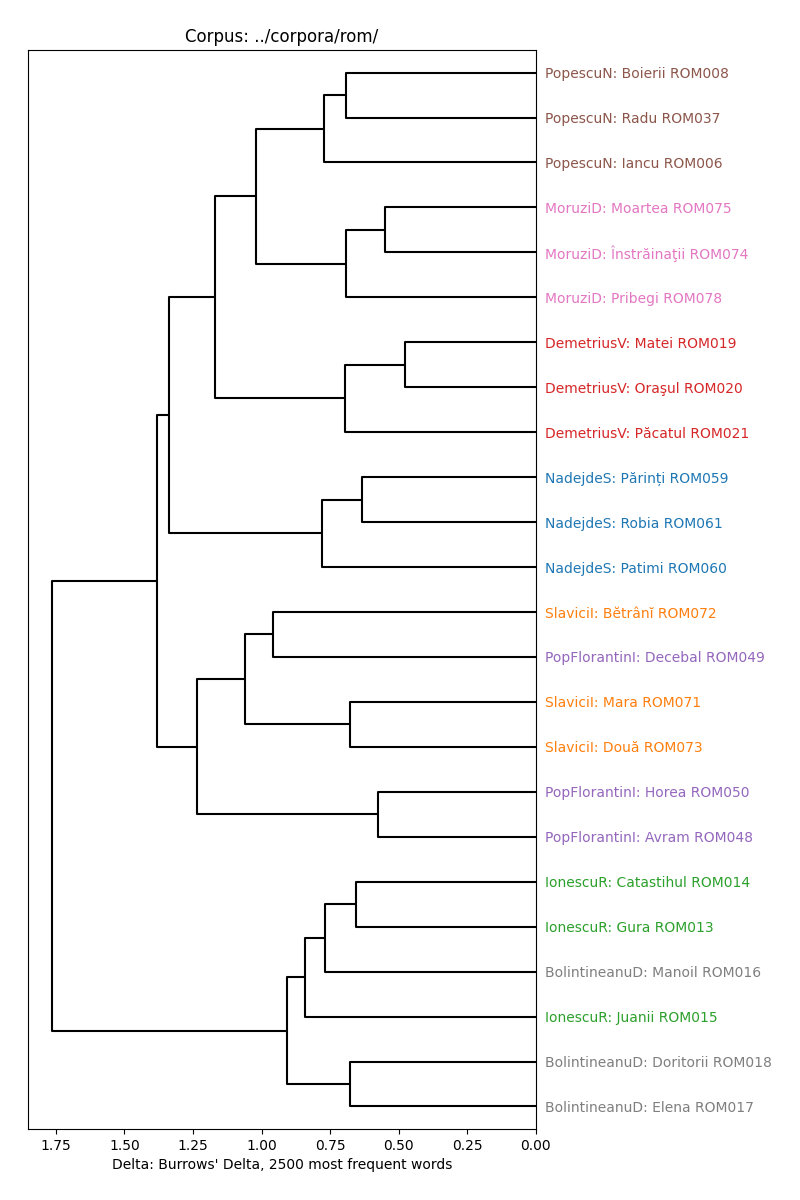 Corpus: ../corpora/rom/
PopescuN: Boierii ROM008
PopescuN: Radu ROM037
PopescuN: Iancu ROM006
MoruziD: Moartea ROM075
MoruziD: Înstrăinaţii ROM074
MoruziD: Pribegi ROM078
DemetriusV: Matei ROM019
DemetriusV: Oraşul ROM020
DemetriusV: Păcatul ROM021
NadejdeS: Părinți ROM059
NadejdeS: Robia ROM061
NadejdeS: Patimi ROM060
SlaviciI: Bĕtrânĭ ROM072
PopFlorantinI: Decebal ROM049
SlaviciI: Mara ROM071
SlaviciI: Două ROM073
PopFlorantinI: Horea ROM050
PopFlorantinI: Avram ROM048
IonescuR: Catastihul ROM014
IonescuR: Gura ROM013
BolintineanuD: Manoil ROM016
IonescuR: Juanii ROM015
BolintineanuD: Doritorii ROM018
BolintineanuD: Elena ROM017
1.75 1.50 1.25 1.00 0.75 0.50 0.25 0.00
Delta: Burrows' Delta, 2500 most frequent words